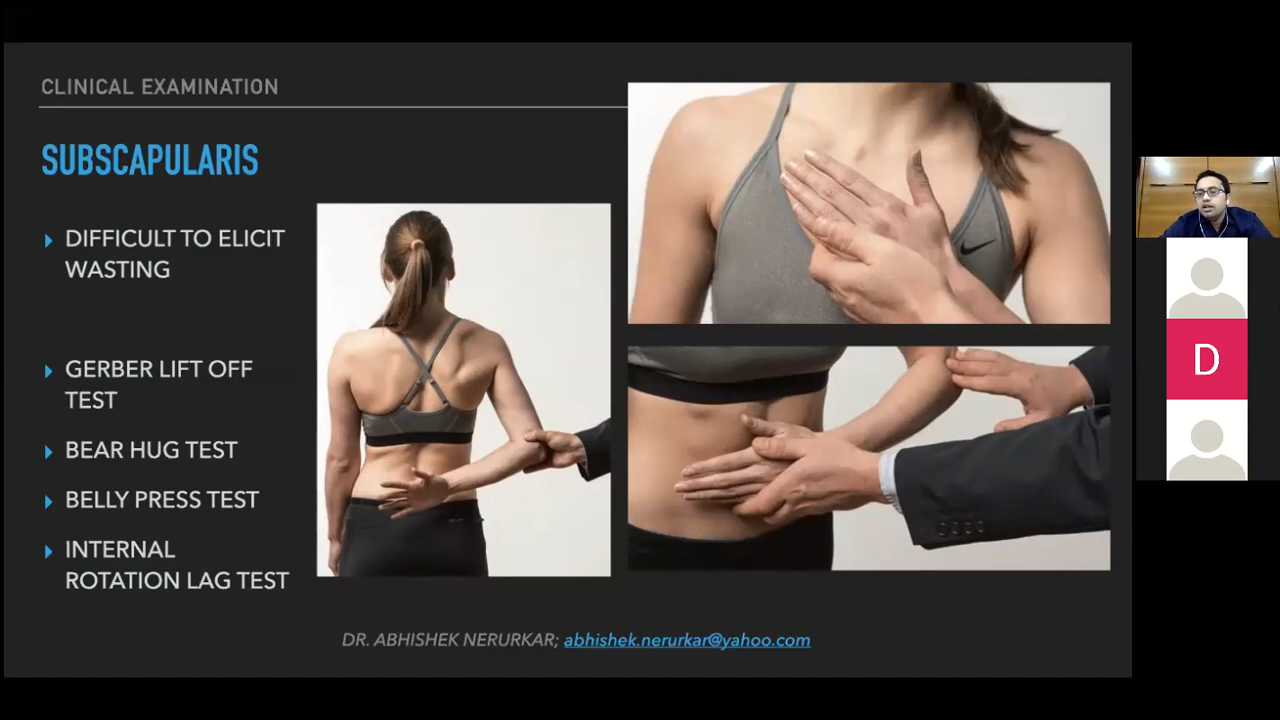 CLINICAL EXAMINATION
SUBSCAPULARIS
DIFFICULT TO ELICIT
WASTING
GERBER LIFT OFF
TEST
BEAR HUG TEST
BELLY PRESS TEST
INTERNAL
ROTATION LAG TEST
DR. ABHISHEK NERURKAR; abhishek.nerurkar@yahoo.com
D